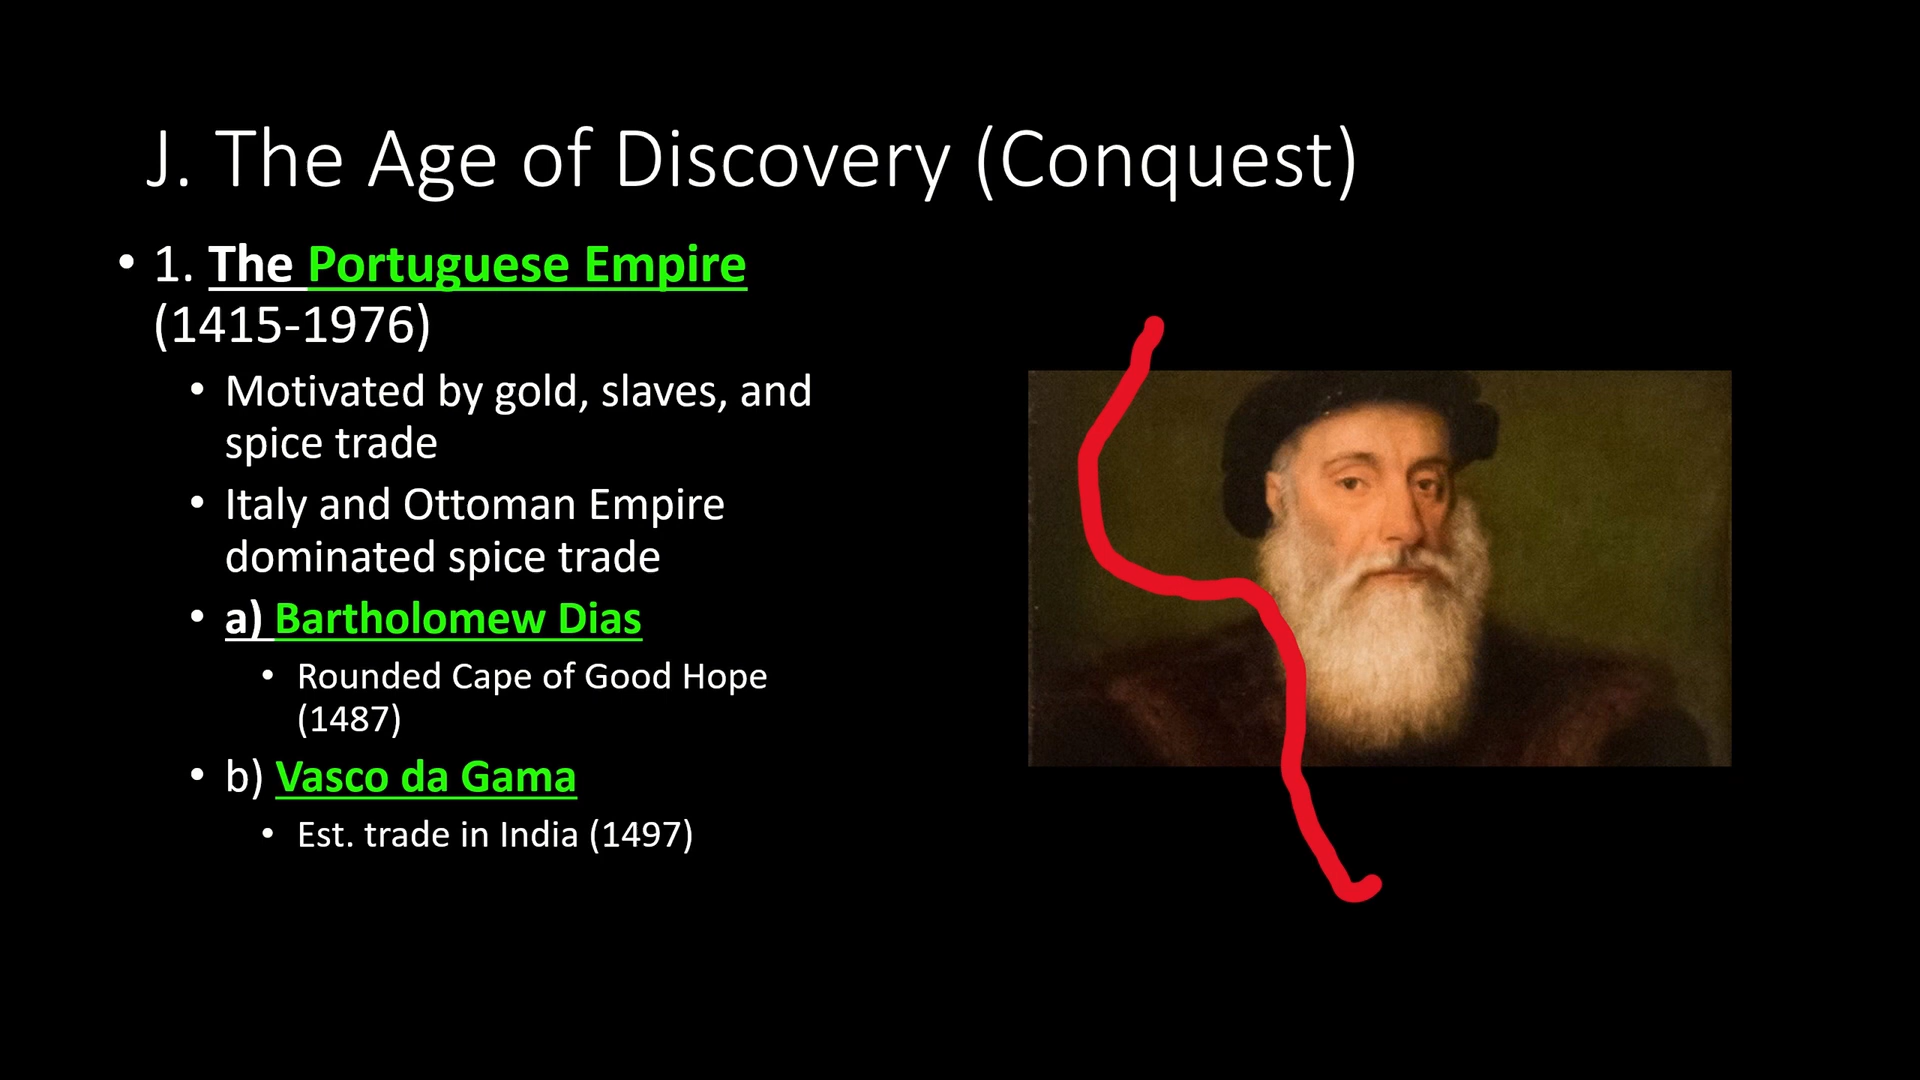 J. The Age of Discovery (Conquest)
• 1. The Portuguese Empire
(1415-1976)
• Motivated by gold, slaves, and
spice trade
• Italy and Ottoman Empire
dominated spice trade
• a) Bartholomew Dias
• Rounded Cape of Good Hope
(1487)
• b) Vasco da Gama
• Est. trade in India (1497)